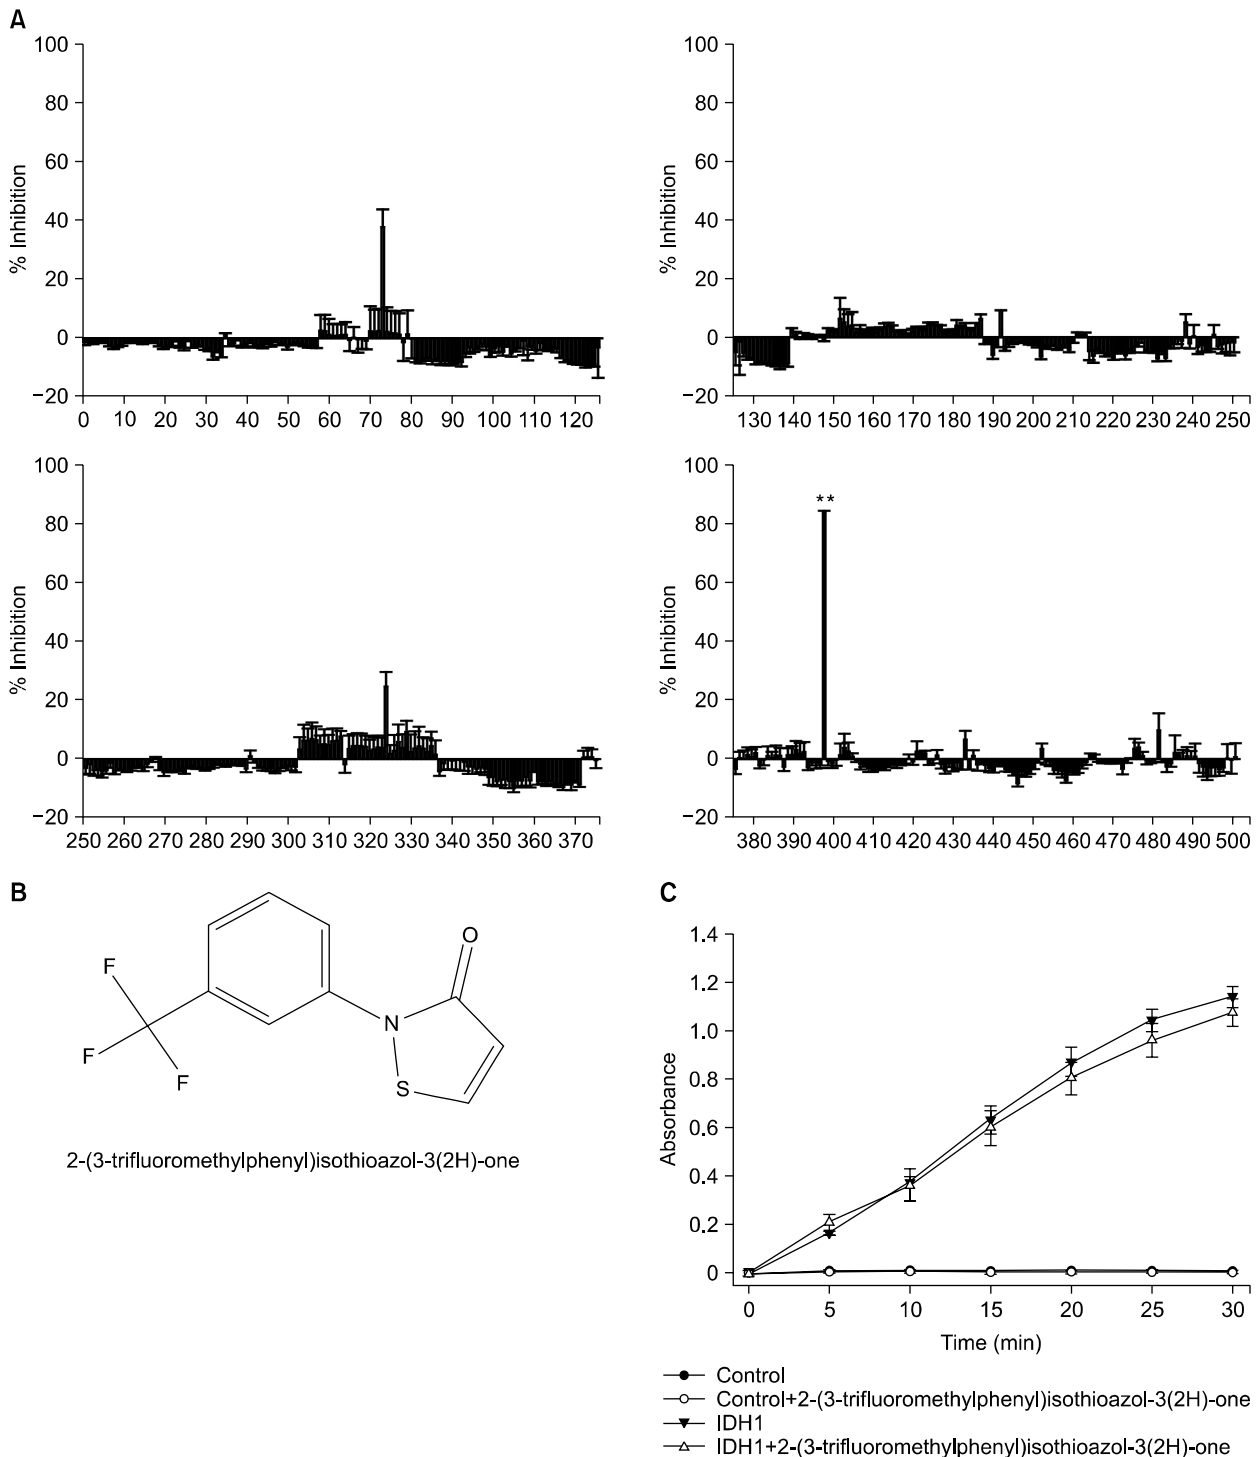 A
100
80
60
40
20
0
−20
% Inhibition
0 10 20 30 40 50 60 70 80 90 100 120
100
80
60
40
20
0
−20
% Inhibition
130 140 150 160 170 180 190 200 210 220 230 240 250
100
80
60
40
20
0
−20
% Inhibition
250 260 270 280 290 300 310 320 330 340 350 360 370
100
80
60
40
20
0
−20
% Inhibition
**
380 390 400 410 420 430 440 450 460 470 480 490 500
B
O
F
F
F
N
S
2-(3-trifluoromethylphenyl)isothioazol-3(2H)-one
C
1.4
1.2
1.0
0.8
0.6
0.4
0.2
0
Absorbance
0 5 10 15 20 25 30
Time (min)
Control
Control+2-(3-trifluoromethylphenyl)isothioazol-3(2H)-one
IDH1
IDH1+2-(3-trifluoromethylphenyl)isothioazol-3(2H)-one